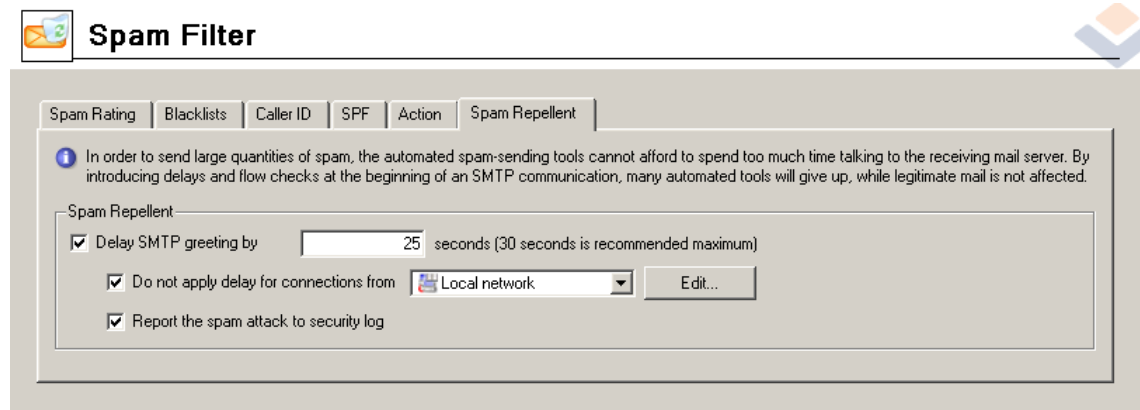 Spam Filter
Spam Rating
Blacklists
Caller ID
SPF
Action
Spam Repellent
In order to send large quantities of spam, the automated spam-sending tools cannot afford to spend too much time talking to the receiving mail server. By
introducing delays and flow checks at the beginning of an SMTP communication, many automated tools will give up, while legitimate mail is not affected.
Spam Repellent
Delay SMTP greeting by 25 seconds (30 seconds is recommended maximum)
Do not apply delay for connections from Local network Edit...
Report the spam attack to security log